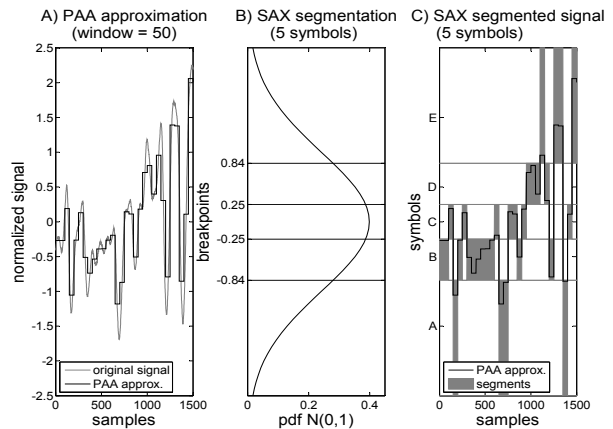 A) PAA approximation
(window = 50)
B) SAX segmentation
(5 symbols)
C) SAX segmented signal
(5 symbols)
2.5
2
1.5
1
0.5
0
-0.5
-1
-1.5
-2
-2.5
normalized signal
original signal
PAA approx.
0 500 1000 1500
samples
0.84
0.25
-0.25
-0.84
breakpoints
0 0.2 0.4
pdf N(0,1)
E
D
C
B
A
symbols
PAA approx.
segments
0 500 1000 1500
samples